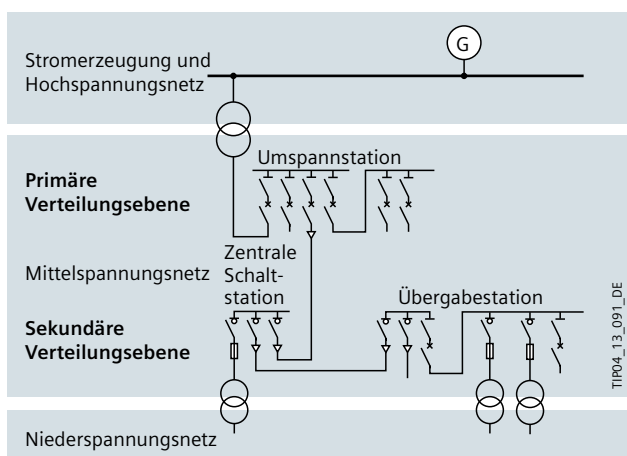 G
Stromerzeugung und
Hochspannungsnetz
Umspannstation
Primäre
Verteilungsebene
Mittelspannungsnetz
Zentrale
Schalt-
station
Übergabestation
Sekundäre
Verteilungsebene
TIP04_13_091_DE
Niederspannungsnetz